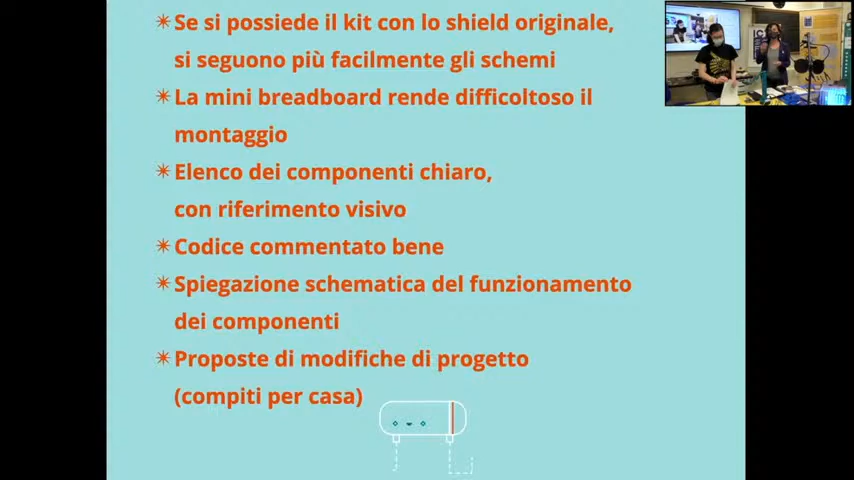 ✴Se si possiede il kit con lo shield originale,
si seguono più facilmente gli schemi
✴La mini breadboard rende difficoltoso il
montaggio
✴Elenco dei componenti chiaro,
con riferimento visivo
✴Codice commentato bene
✴Spiegazione schematica del funzionamento
dei componenti
✴Proposte di modifiche di progetto
(compiti per casa)